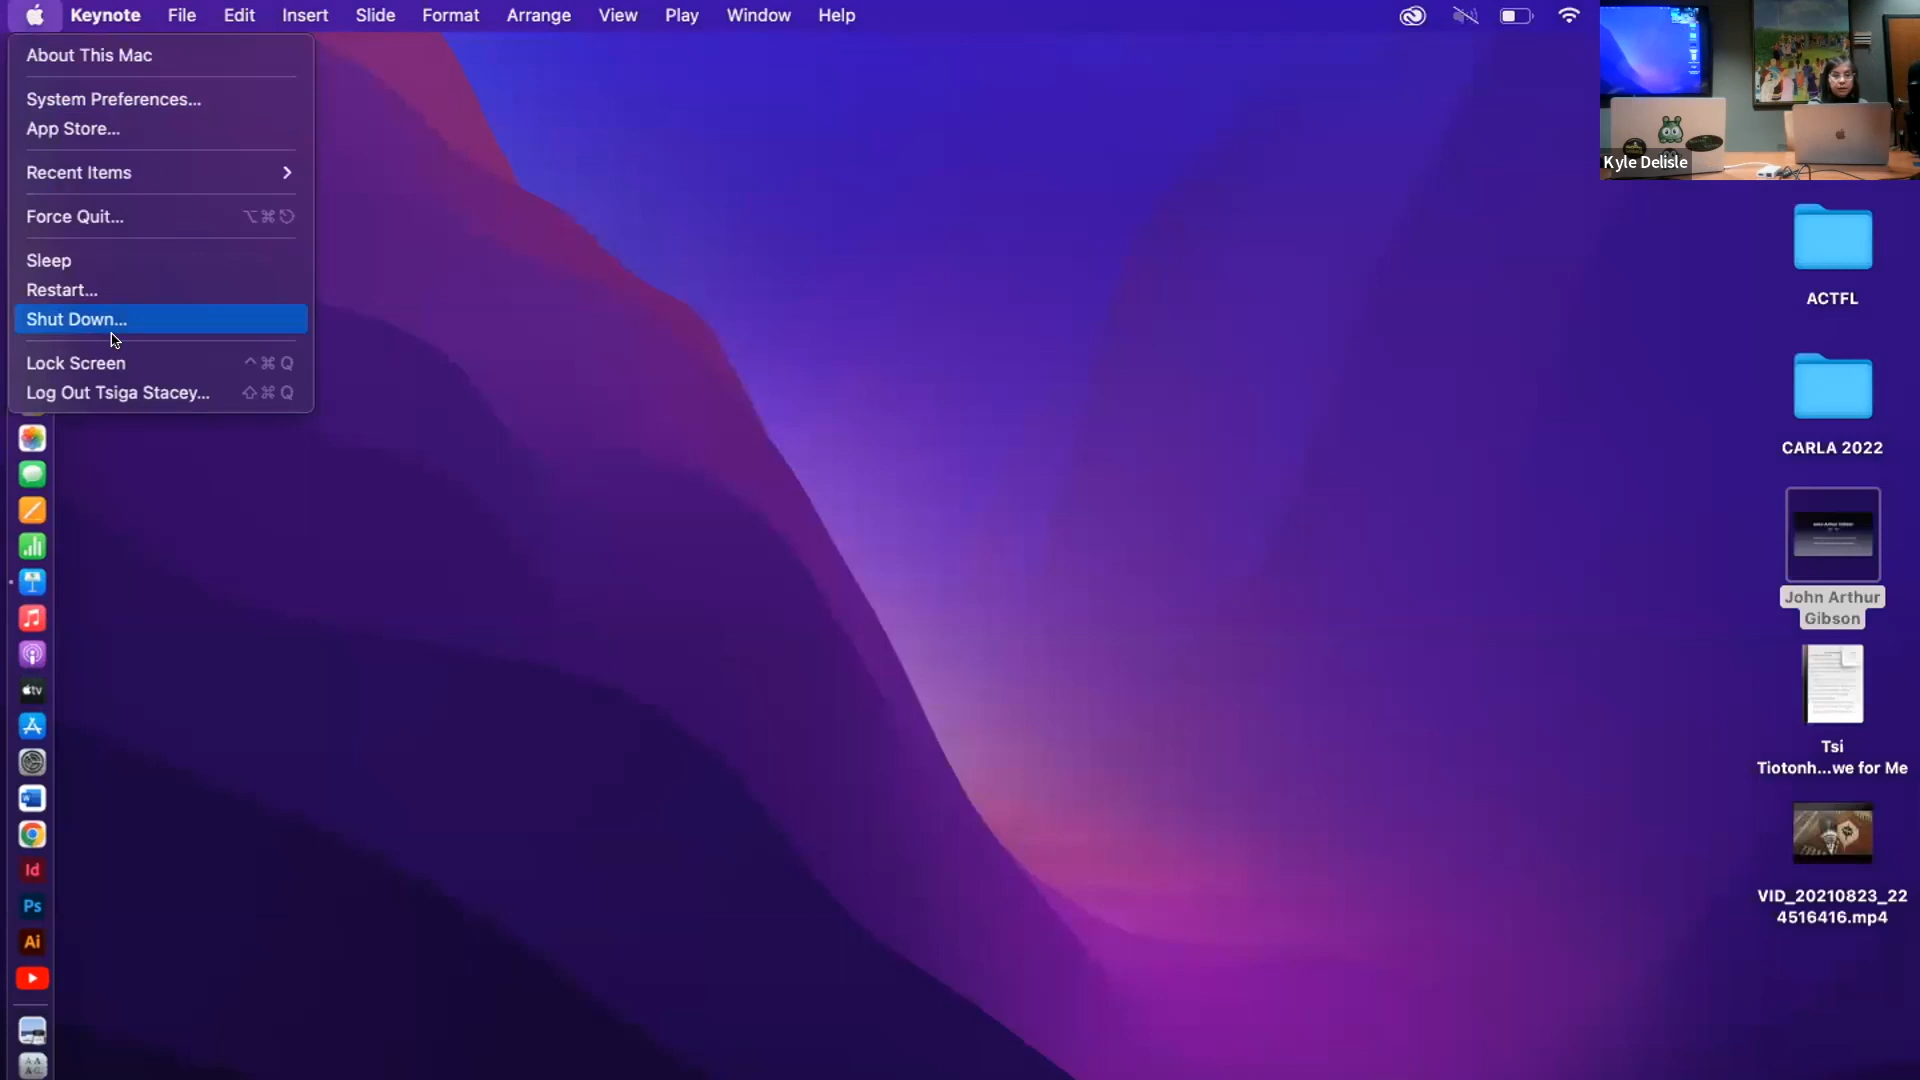 Keynote File Edit Insert Slide Format Arrange View Play Window Help
About This Mac
System Preferences...
App Store...
Recent Items
Force Quit... ⌥⌘⎋
Sleep
Restart...
Shut Down...
Lock Screen ^⌘Q
Log Out Tsiga Stacey... ⇧⌘Q
Kyle Delisle
ACTFL
CARLA 2022
John Arthur
Gibson
Tsi
Tiotonh...we for Me
VID_20210823_22
4516416.mp4
tv
Id
Ps
Ai